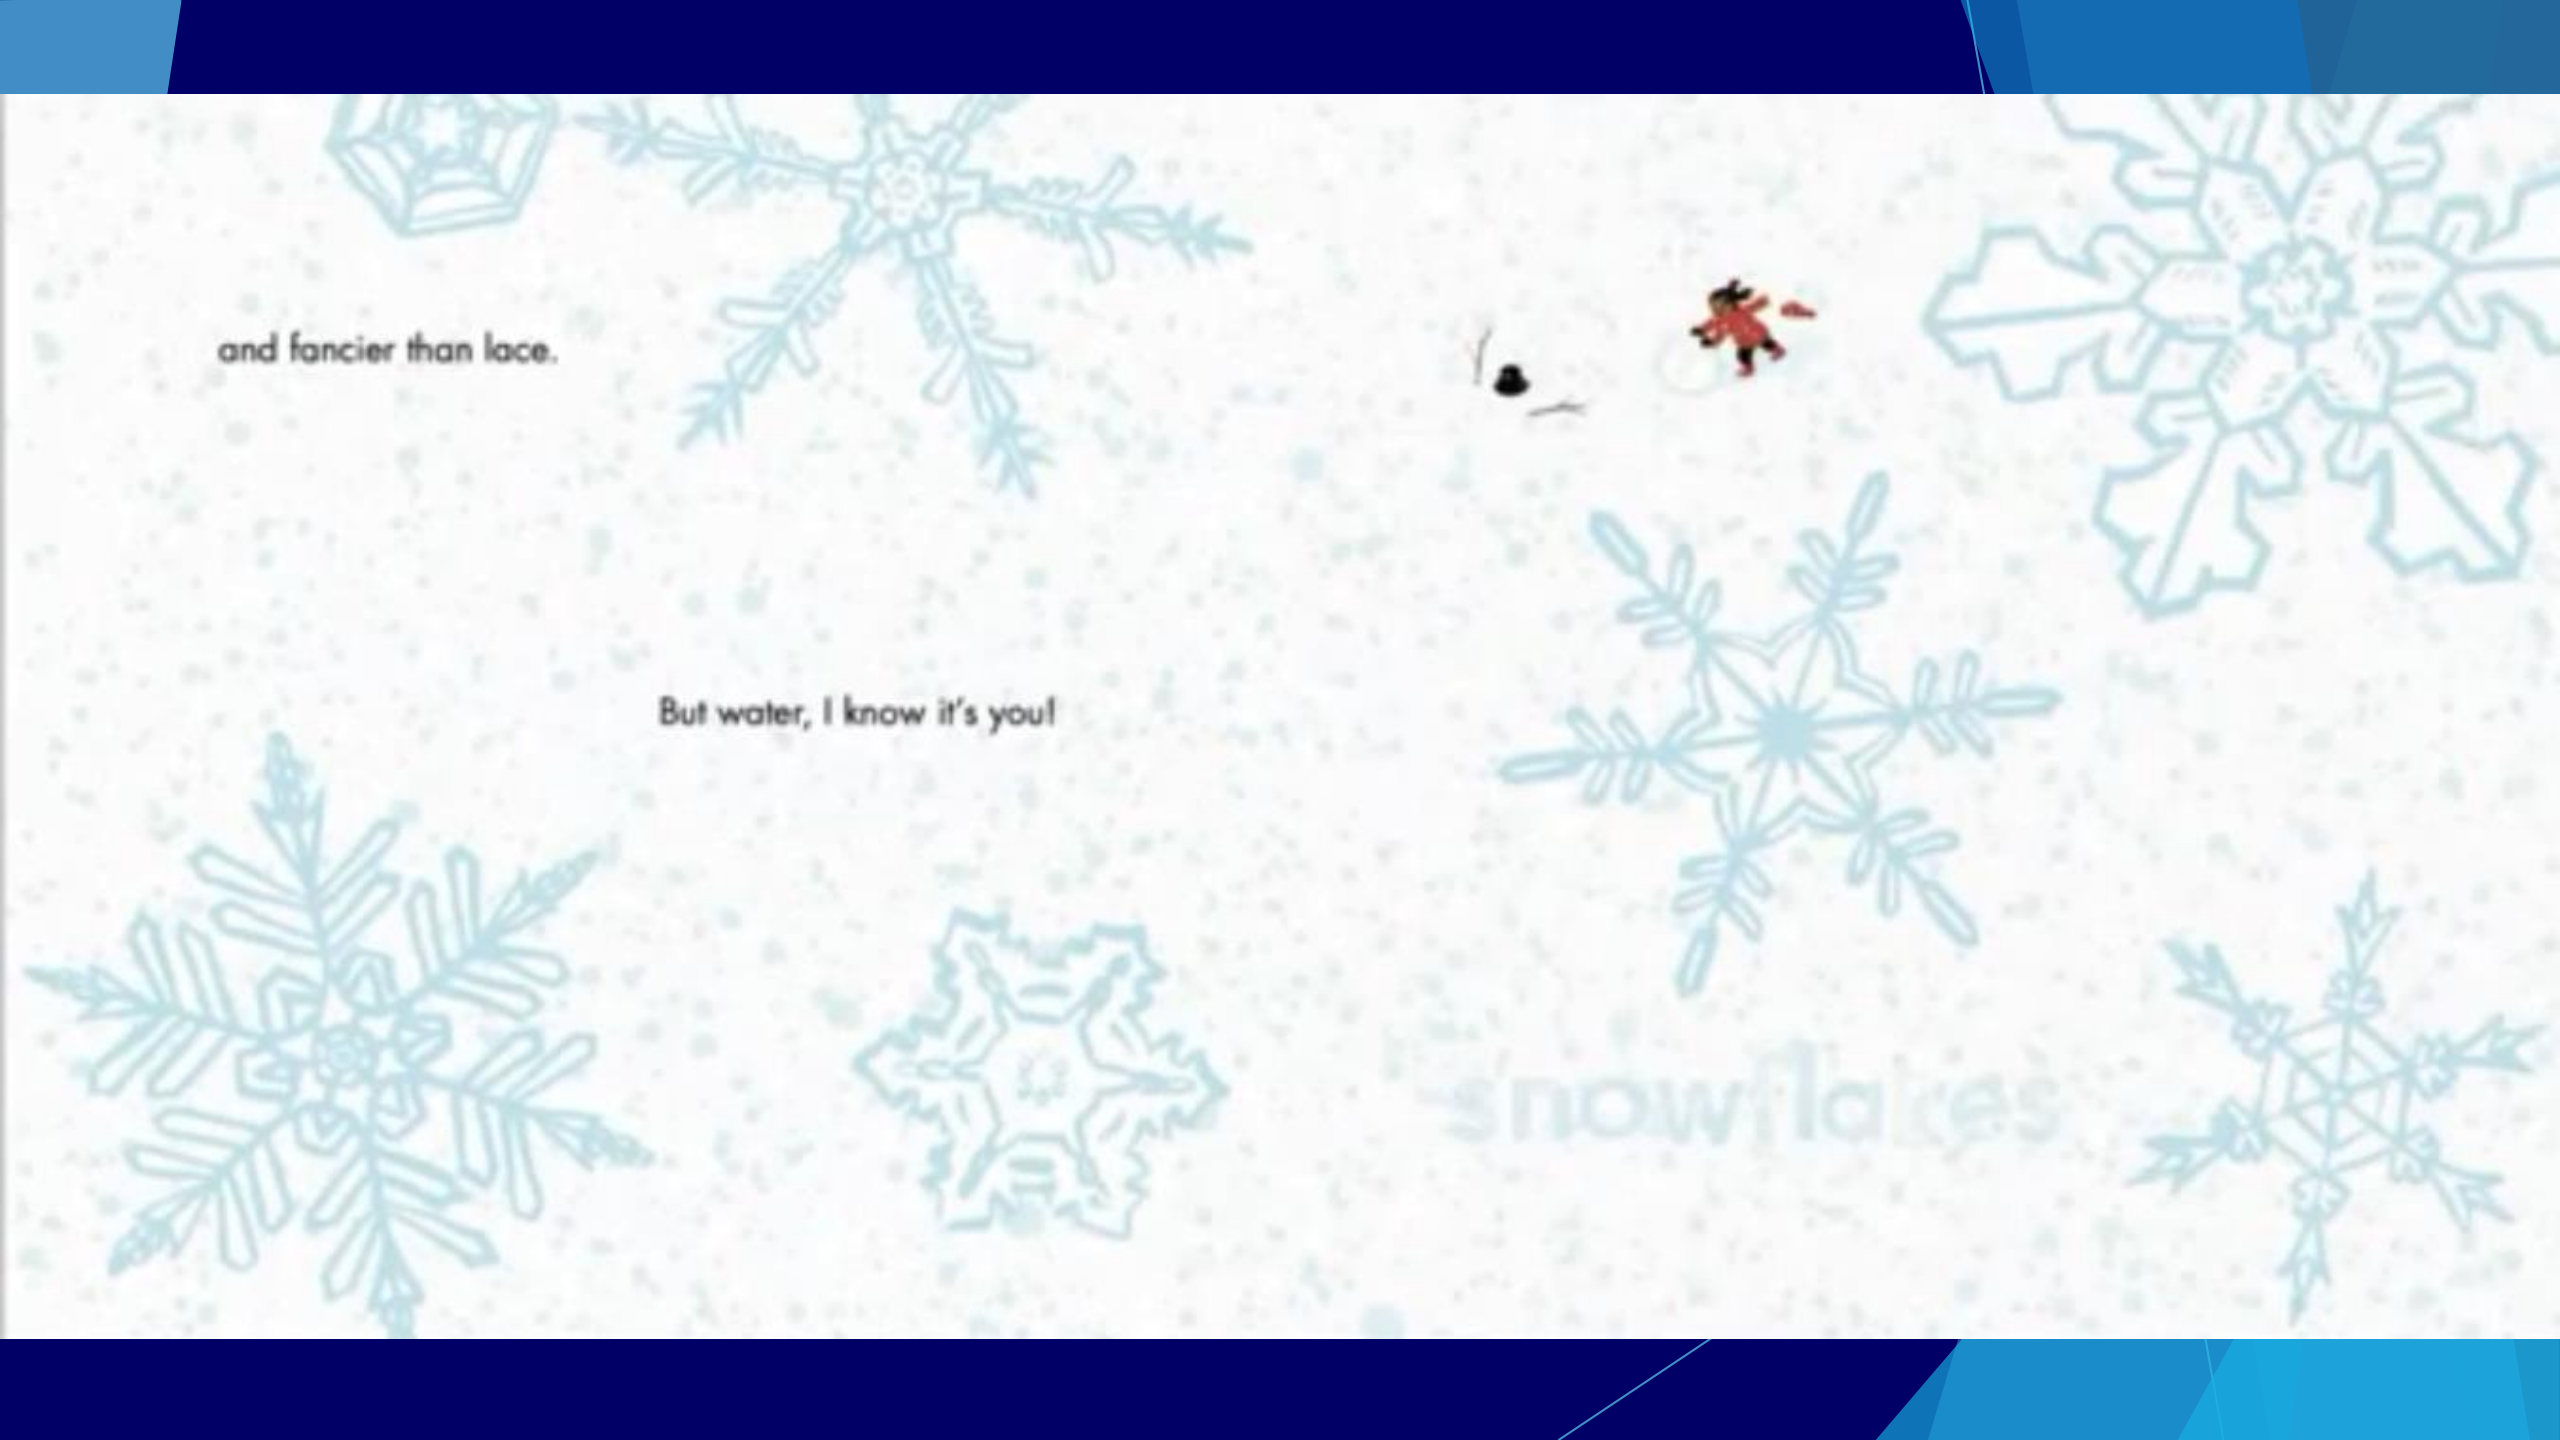 and fancier than lace.
But water, I know it's you!
snowflakes